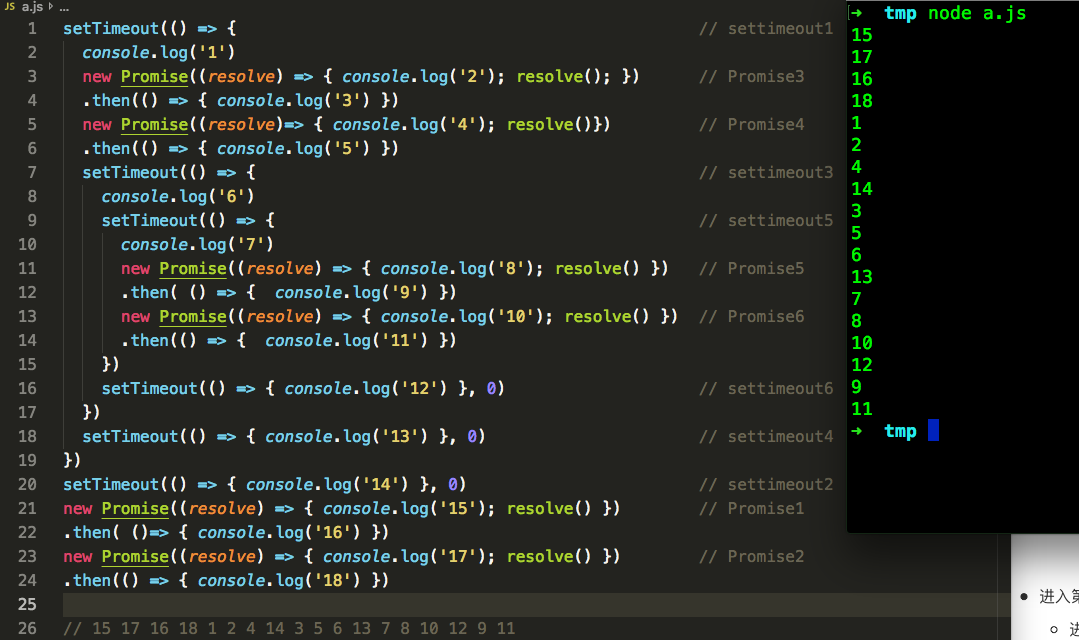 JS a.js › ...
1 setTimeout(() => { // settimeout1
2 console.log('1')
3 new Promise((resolve) => { console.log('2'); resolve(); }) // Promise3
4 .then(() => { console.log('3') })
5 new Promise((resolve)=> { console.log('4'); resolve()}) // Promise4
6 .then(() => { console.log('5') })
7 setTimeout(() => { // settimeout3
8 console.log('6')
9 setTimeout(() => { // settimeout5
10 console.log('7')
11 new Promise((resolve) => { console.log('8'); resolve() }) // Promise5
12 .then( () => {  console.log('9') })
13 new Promise((resolve) => { console.log('10'); resolve() }) // Promise6
14 .then(() => {  console.log('11') })
15 })
16 setTimeout(() => { console.log('12') }, 0) // settimeout6
17 })
18 setTimeout(() => { console.log('13') }, 0) // settimeout4
19 })
20 setTimeout(() => { console.log('14') }, 0) // settimeout2
21 new Promise((resolve) => { console.log('15'); resolve() }) // Promise1
22 .then( ()=> { console.log('16') })
23 new Promise((resolve) => { console.log('17'); resolve() }) // Promise2
24 .then(() => { console.log('18') })
25
26 // 15 17 16 18 1 2 4 14 3 5 6 13 7 8 10 12 9 11
[➜ tmp node a.js
15
17
16
18
1
2
4
14
3
5
6
13
7
8
10
12
9
11
➜ tmp
• 进入